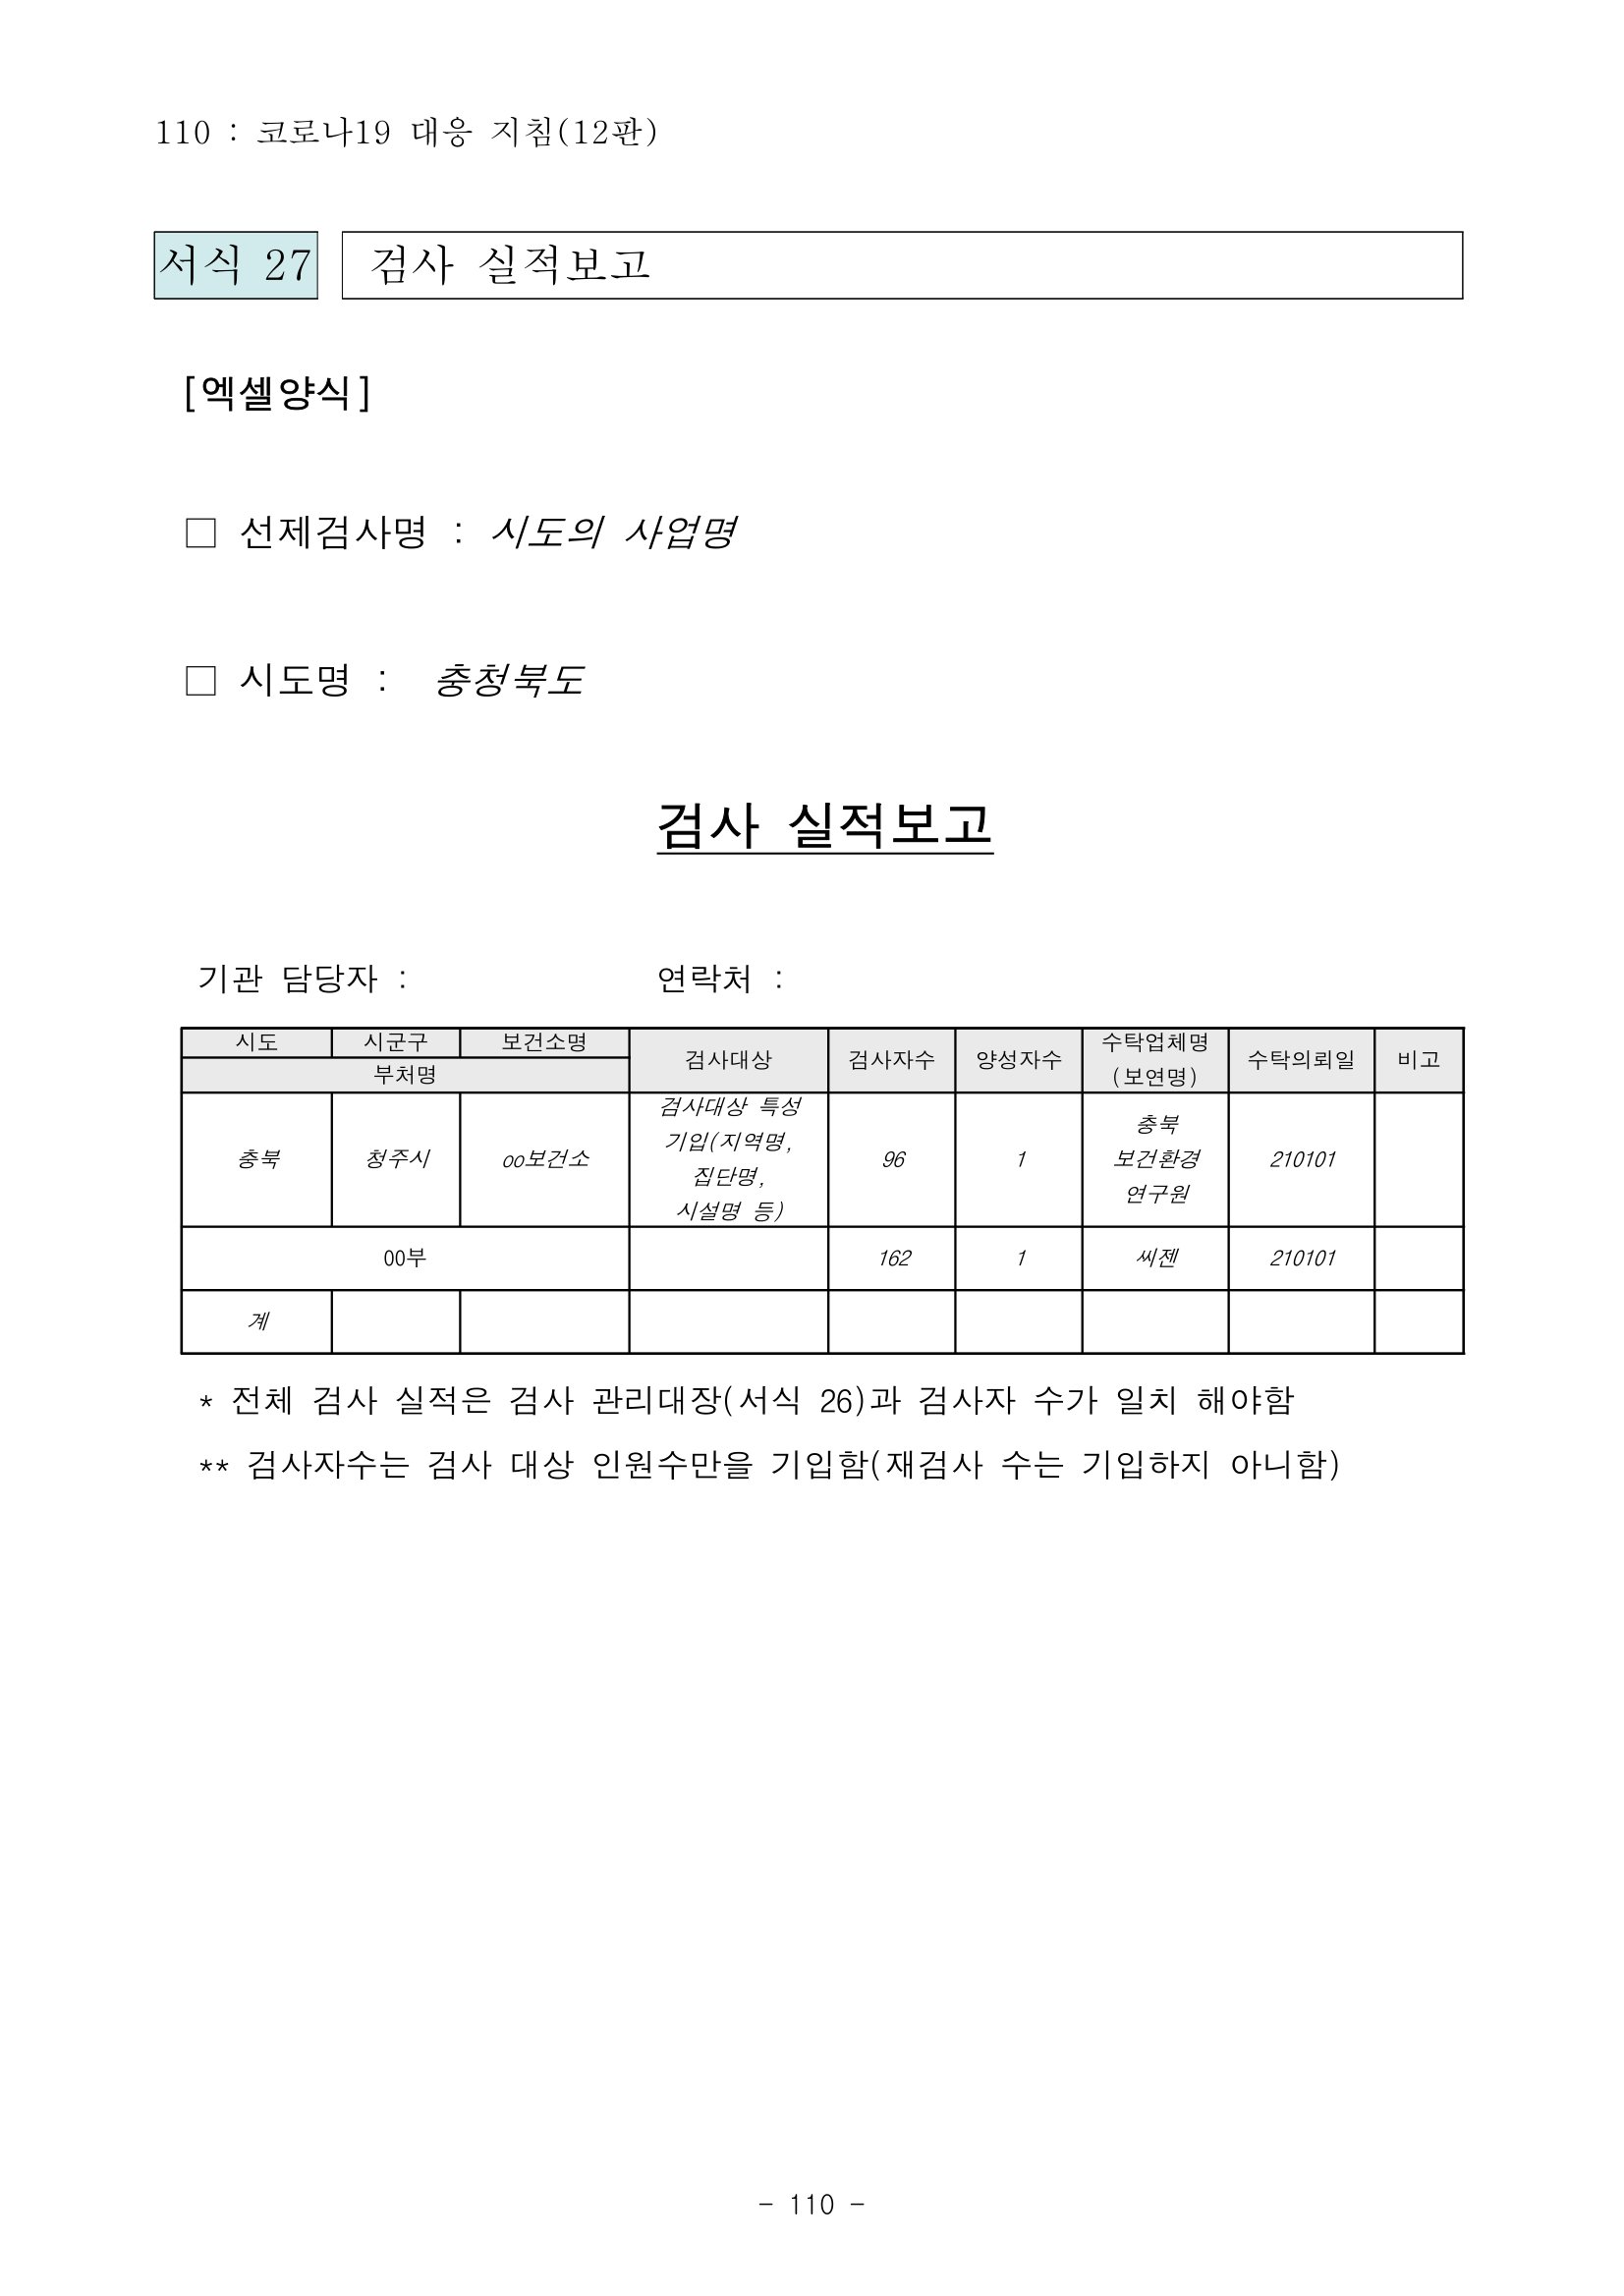 110 : 코로나19 대응 지침(12판)
서식 27 검사 실적보고
[엑셀양식]
□ 선제검사명 : 시도의 사업명
□ 시도명 : 충청북도
검사 실적보고
기관 담당자 : 연락처 :
시도 시군구 보건소명 검사대상 검사자수 양성자수 수탁업체명 수탁의뢰일 비고
부처명 (보연명)
검사대상 특성
기입(지역명,
집단명,
시설명 등)
충북 청주시 oo보건소 96 1 충북 210101
보건환경
연구원
00부 162 1 씨젠 210101
계
* 전체 검사 실적은 검사 관리대장(서식 26)과 검사자 수가 일치 해야함
** 검사자수는 검사 대상 인원수만을 기입함(재검사 수는 기입하지 아니함)
- 110 -